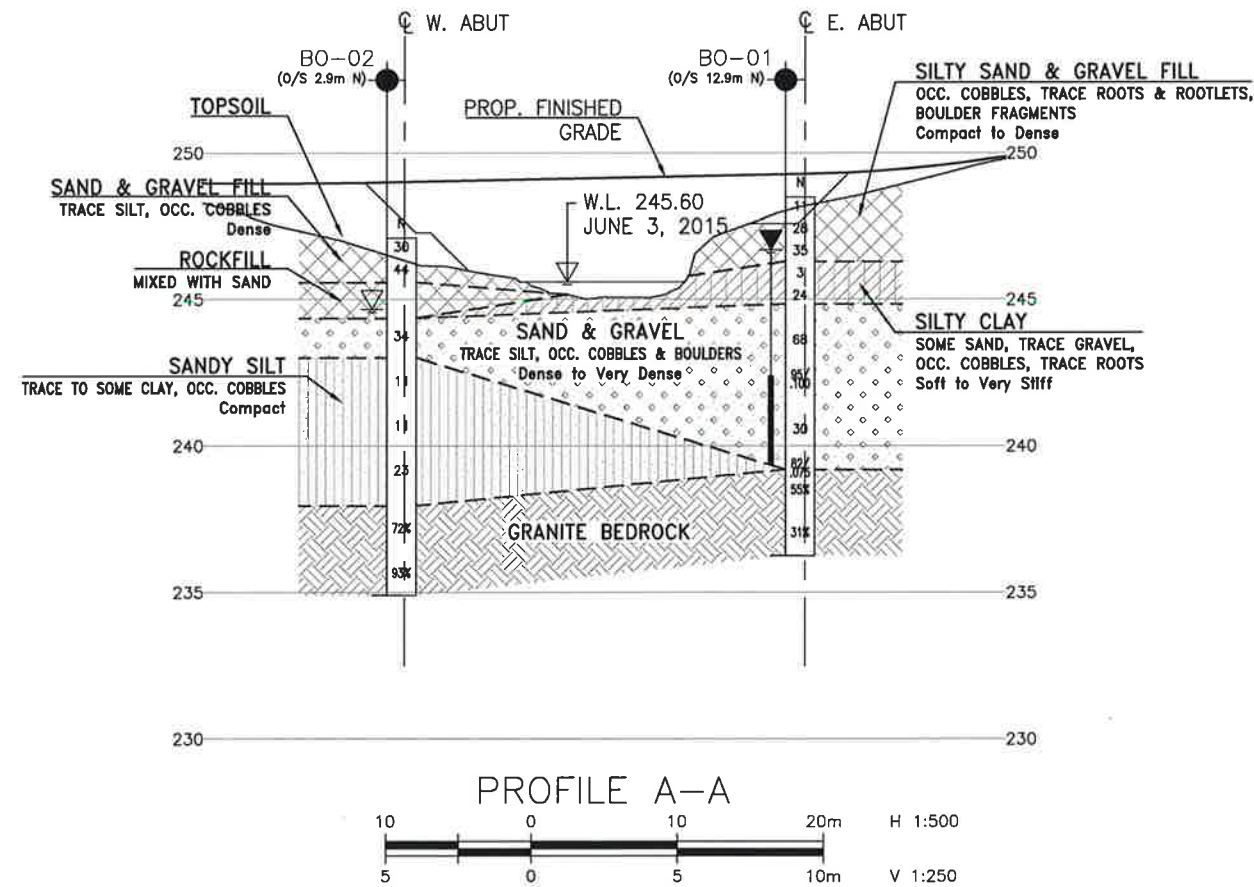 ℄ W. ABUT
℄ E. ABUT
BO-02
(O/S 2.9m N)
BO-01
(O/S 12.9m N)
SILTY SAND & GRAVEL FILL
OCC. COBBLES, TRACE ROOTS & ROOTLETS,
BOULDER FRAGMENTS
Compact to Dense
TOPSOIL
PROP. FINISHED
GRADE
250
250
SAND & GRAVEL FILL
TRACE SILT, OCC. COBBLES
Dense
W.L. 245.60
JUNE 3, 2015
ROCKFILL
MIXED WITH SAND
245
245
SAND & GRAVEL
TRACE SILT, OCC. COBBLES & BOULDERS
Dense to Very Dense
SILTY CLAY
SOME SAND, TRACE GRAVEL,
OCC. COBBLES, TRACE ROOTS
Soft to Very Stiff
SANDY SILT
TRACE TO SOME CLAY, OCC. COBBLES
Compact
240
240
GRANITE BEDROCK
235
235
230
230
N
30
44
34
11
11
23
72%
93%
N
11
28
35
3
24
68
95/
.100
30
82/
.075
55%
31%
PROFILE A-A
10 0 10 20m H 1:500
5 0 5 10m V 1:250